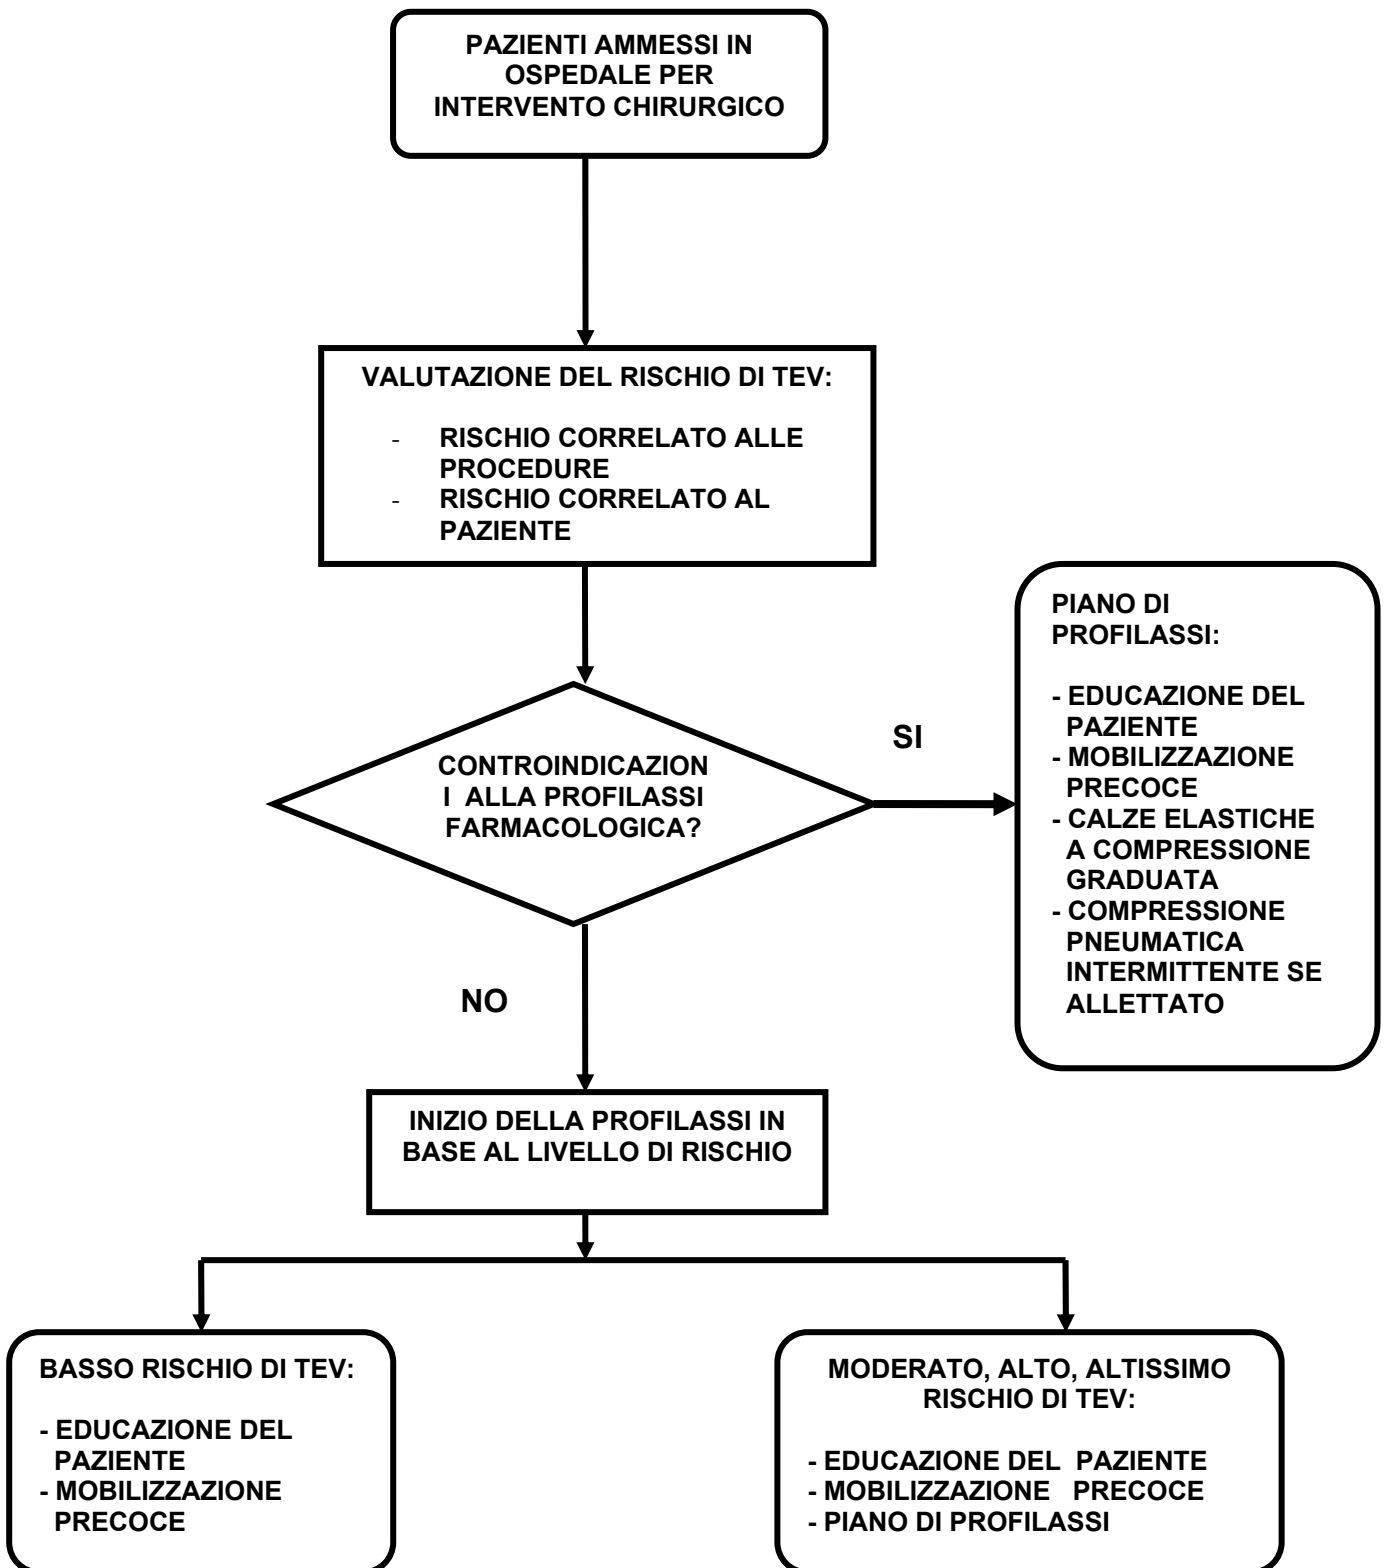 PAZIENTI AMMESSI IN
OSPEDALE PER
INTERVENTO CHIRURGICO
VALUTAZIONE DEL RISCHIO DI TEV:
- RISCHIO CORRELATO ALLE
PROCEDURE
- RISCHIO CORRELATO AL
PAZIENTE
CONTROINDICAZION
I ALLA PROFILASSI
FARMACOLOGICA?
SI
PIANO DI
PROFILASSI:
- EDUCAZIONE DEL
PAZIENTE
- MOBILIZZAZIONE
PRECOCE
- CALZE ELASTICHE
A COMPRESSIONE
GRADUATA
- COMPRESSIONE
PNEUMATICA
INTERMITTENTE SE
ALLETTATO
NO
INIZIO DELLA PROFILASSI IN
BASE AL LIVELLO DI RISCHIO
BASSO RISCHIO DI TEV:
- EDUCAZIONE DEL
PAZIENTE
- MOBILIZZAZIONE
PRECOCE
MODERATO, ALTO, ALTISSIMO
RISCHIO DI TEV:
- EDUCAZIONE DEL PAZIENTE
- MOBILIZZAZIONE PRECOCE
- PIANO DI PROFILASSI